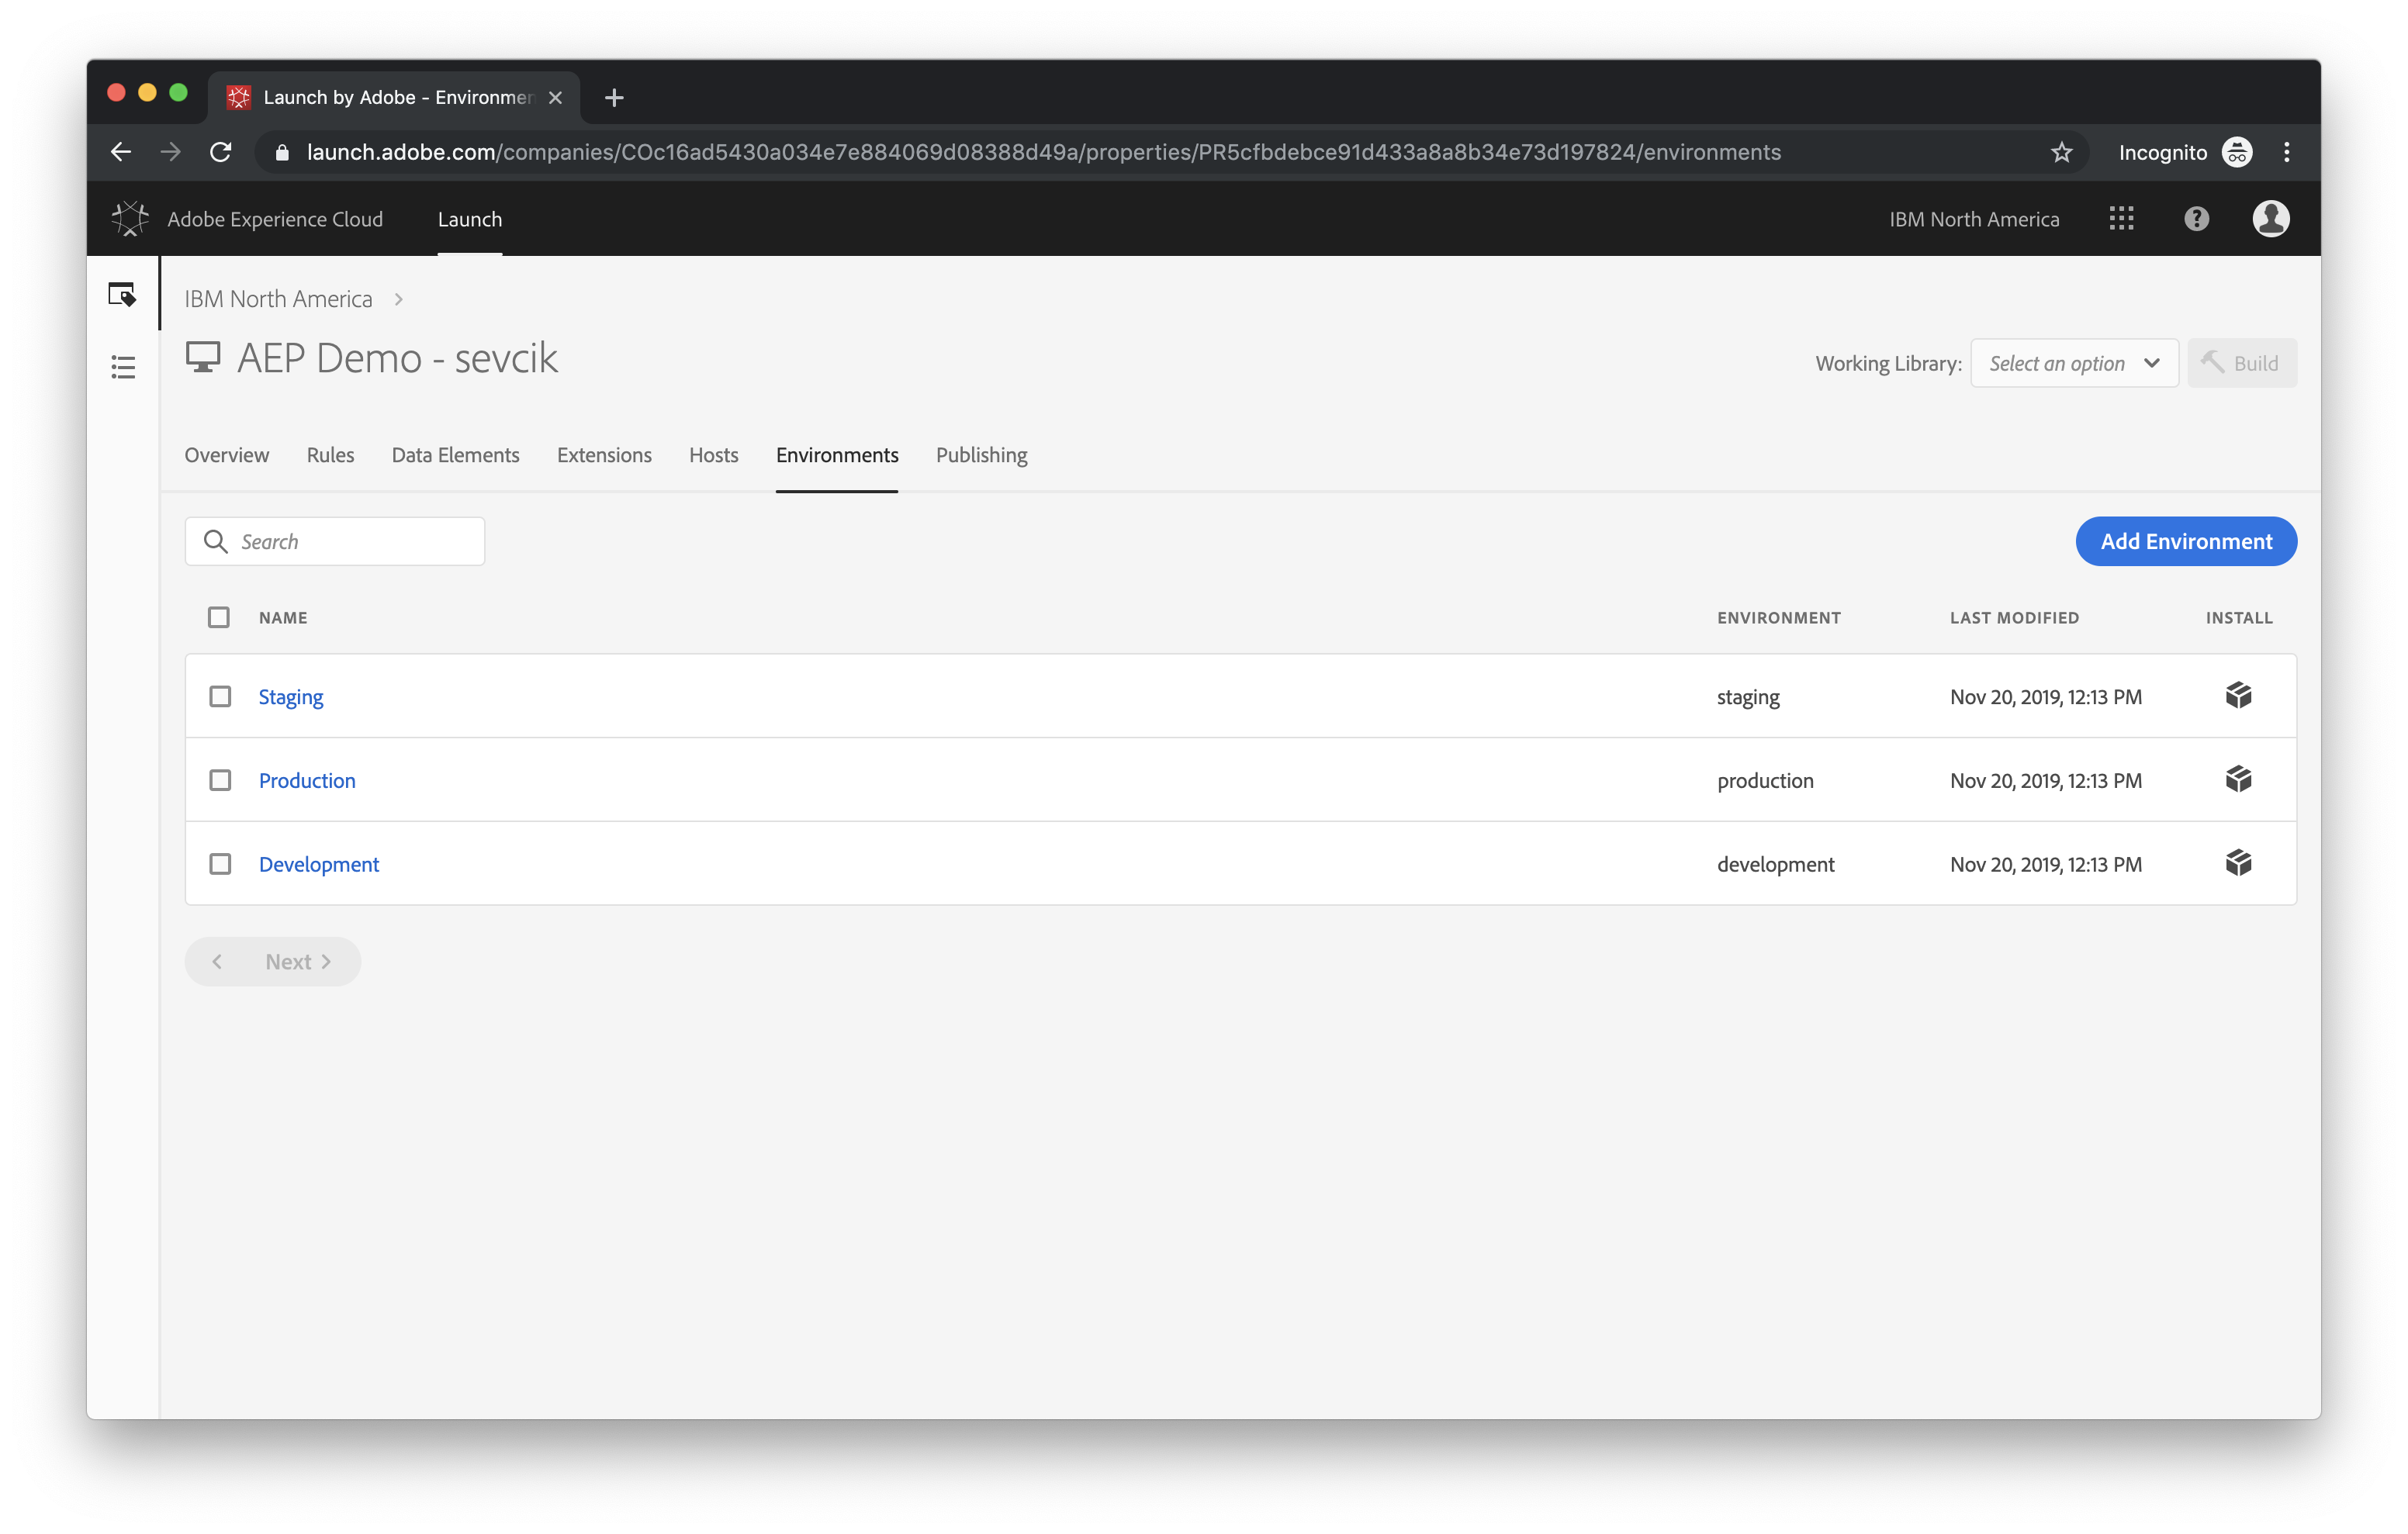 Launch by Adobe - Environmen
launch.adobe.com/companies/COc16ad5430a034e7e884069d08388d49a/properties/PR5cfbdebce91d433a8a8b34e73d197824/environments
Incognito
Adobe Experience Cloud
Launch
IBM North America
IBM North America
AEP Demo - sevcik
Working Library:
Select an option
Build
Overview
Rules
Data Elements
Extensions
Hosts
Environments
Publishing
Search
Add Environment
NAME
ENVIRONMENT
LAST MODIFIED
INSTALL
Staging
staging
Nov 20, 2019, 12:13 PM
Production
production
Nov 20, 2019, 12:13 PM
Development
development
Nov 20, 2019, 12:13 PM
Next